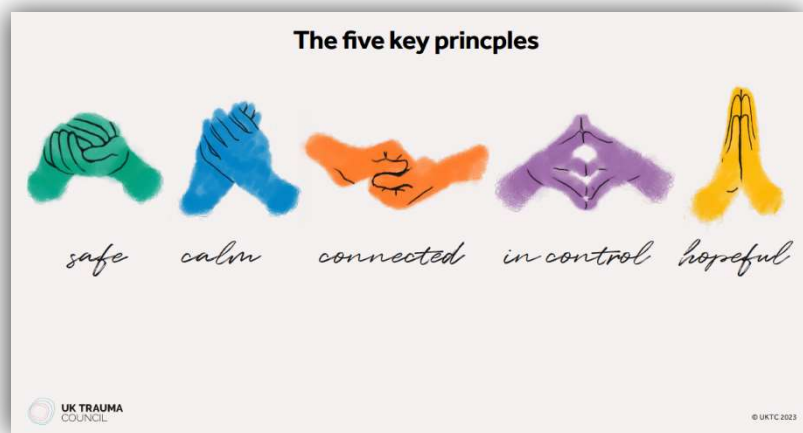 The five key princples
safe calm connected in control hopeful
UK TRAUMA
COUNCIL
© UKTC 2023